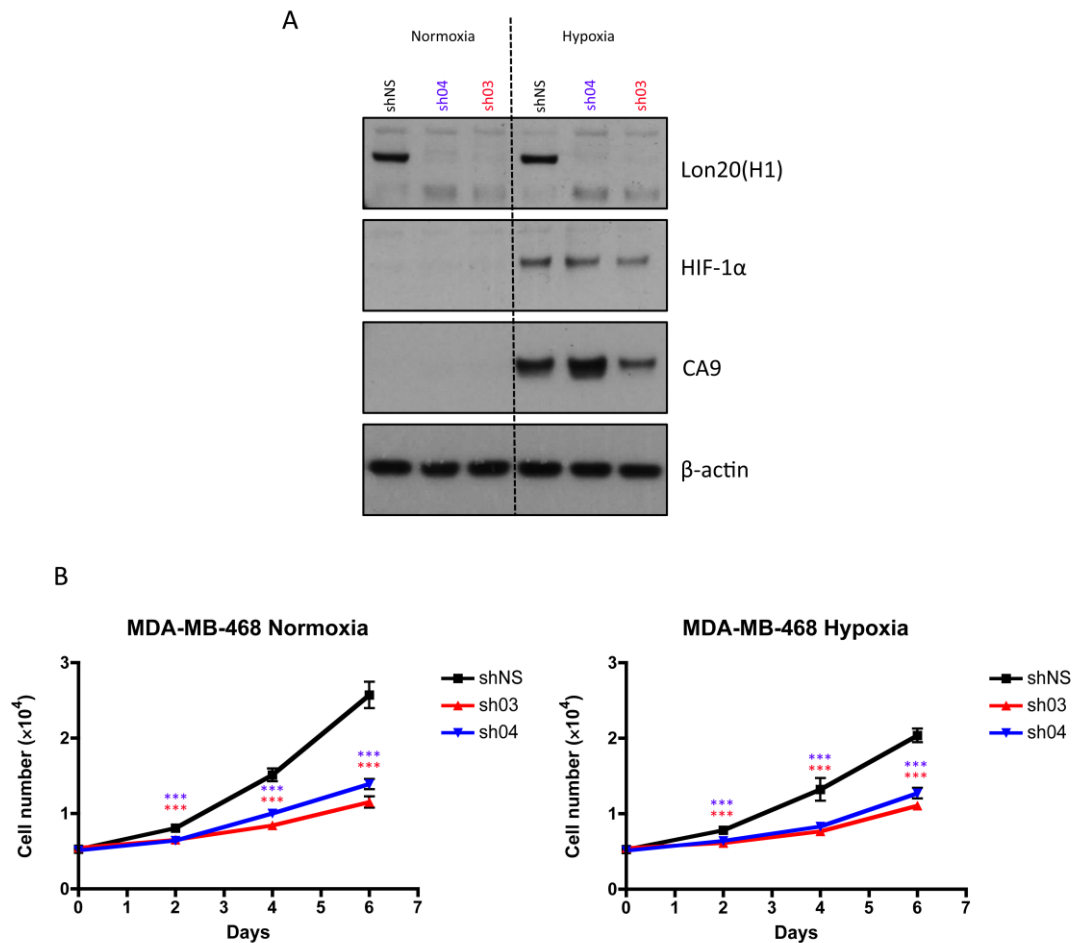 A
Normoxia Hypoxia
shNS sh04 sh03 shNS sh04 sh03
Lon20(H1)
HIF-1α
CA9
β-actin
B
MDA-MB-468 Normoxia
3
2
1
0
Cell number (×10⁴)
*** *** ***
*** *** ***
shNS
sh03
sh04
0 1 2 3 4 5 6 7
Days
MDA-MB-468 Hypoxia
3
2
1
0
Cell number (×10⁴)
*** *** ***
*** *** ***
shNS
sh03
sh04
0 1 2 3 4 5 6 7
Days